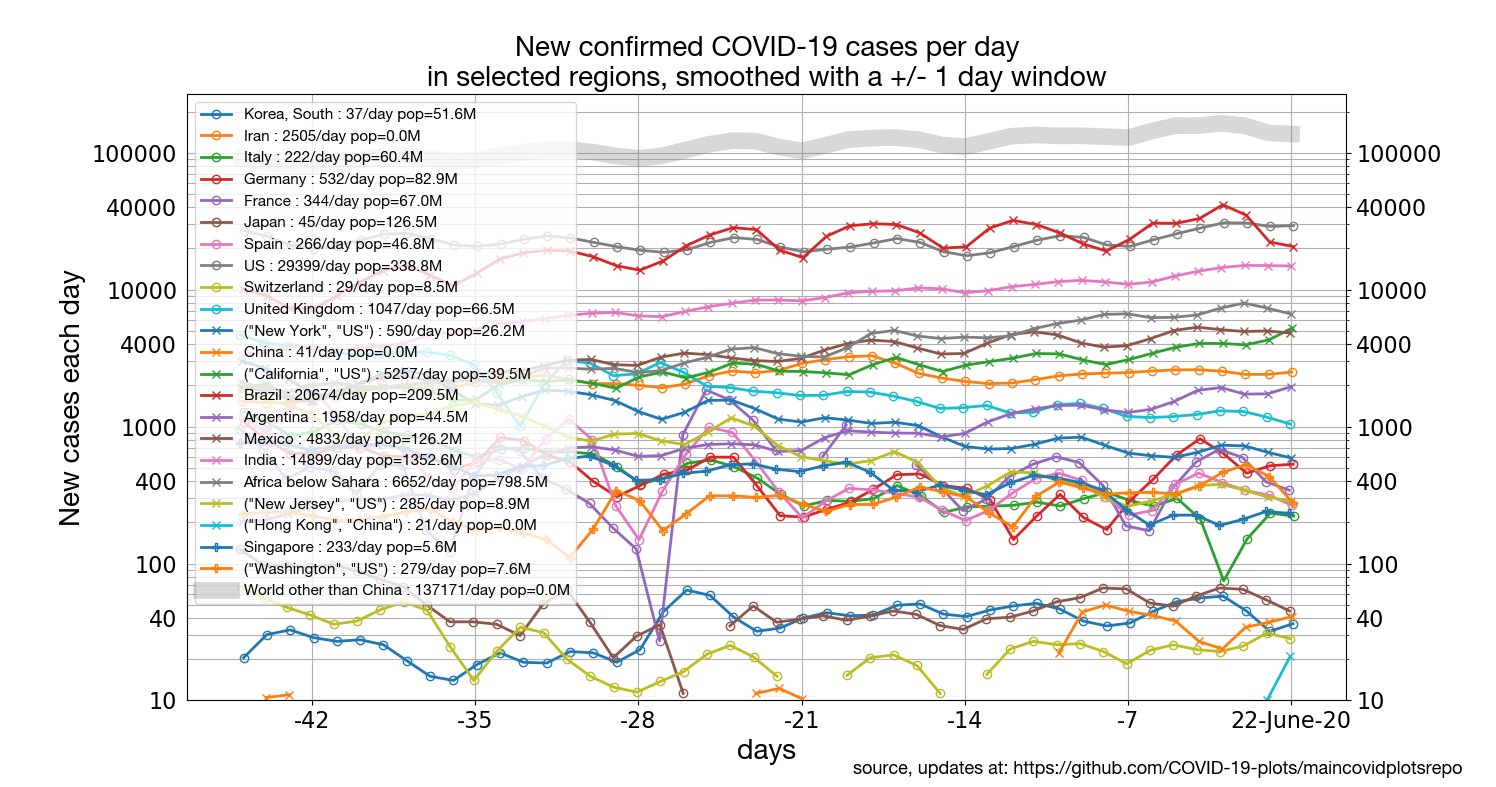 New confirmed COVID-19 cases per day
in selected regions, smoothed with a +/- 1 day window
New cases each day
100000
40000
10000
4000
1000
400
100
40
10
Korea, South : 37/day pop=51.6M
Iran : 2505/day pop=0.0M
Italy : 222/day pop=60.4M
Germany : 532/day pop=82.9M
France : 344/day pop=67.0M
Japan : 45/day pop=126.5M
Spain : 266/day pop=46.8M
US : 29399/day pop=338.8M
Switzerland : 29/day pop=8.5M
United Kingdom : 1047/day pop=66.5M
("New York", "US") : 590/day pop=26.2M
China : 41/day pop=0.0M
("California", "US") : 5257/day pop=39.5M
Brazil : 20674/day pop=209.5M
Argentina : 1958/day pop=44.5M
Mexico : 4833/day pop=126.2M
India : 14899/day pop=1352.6M
Africa below Sahara : 6652/day pop=798.5M
("New Jersey", "US") : 285/day pop=8.9M
("Hong Kong", "China") : 21/day pop=0.0M
Singapore : 233/day pop=5.6M
("Washington", "US") : 279/day pop=7.6M
World other than China : 137171/day pop=0.0M
100000
40000
10000
4000
1000
400
100
40
10
-42 -35 -28 -21 -14 -7 22-June-20
days
source, updates at: https://github.com/COVID-19-plots/maincovidplotsrepo